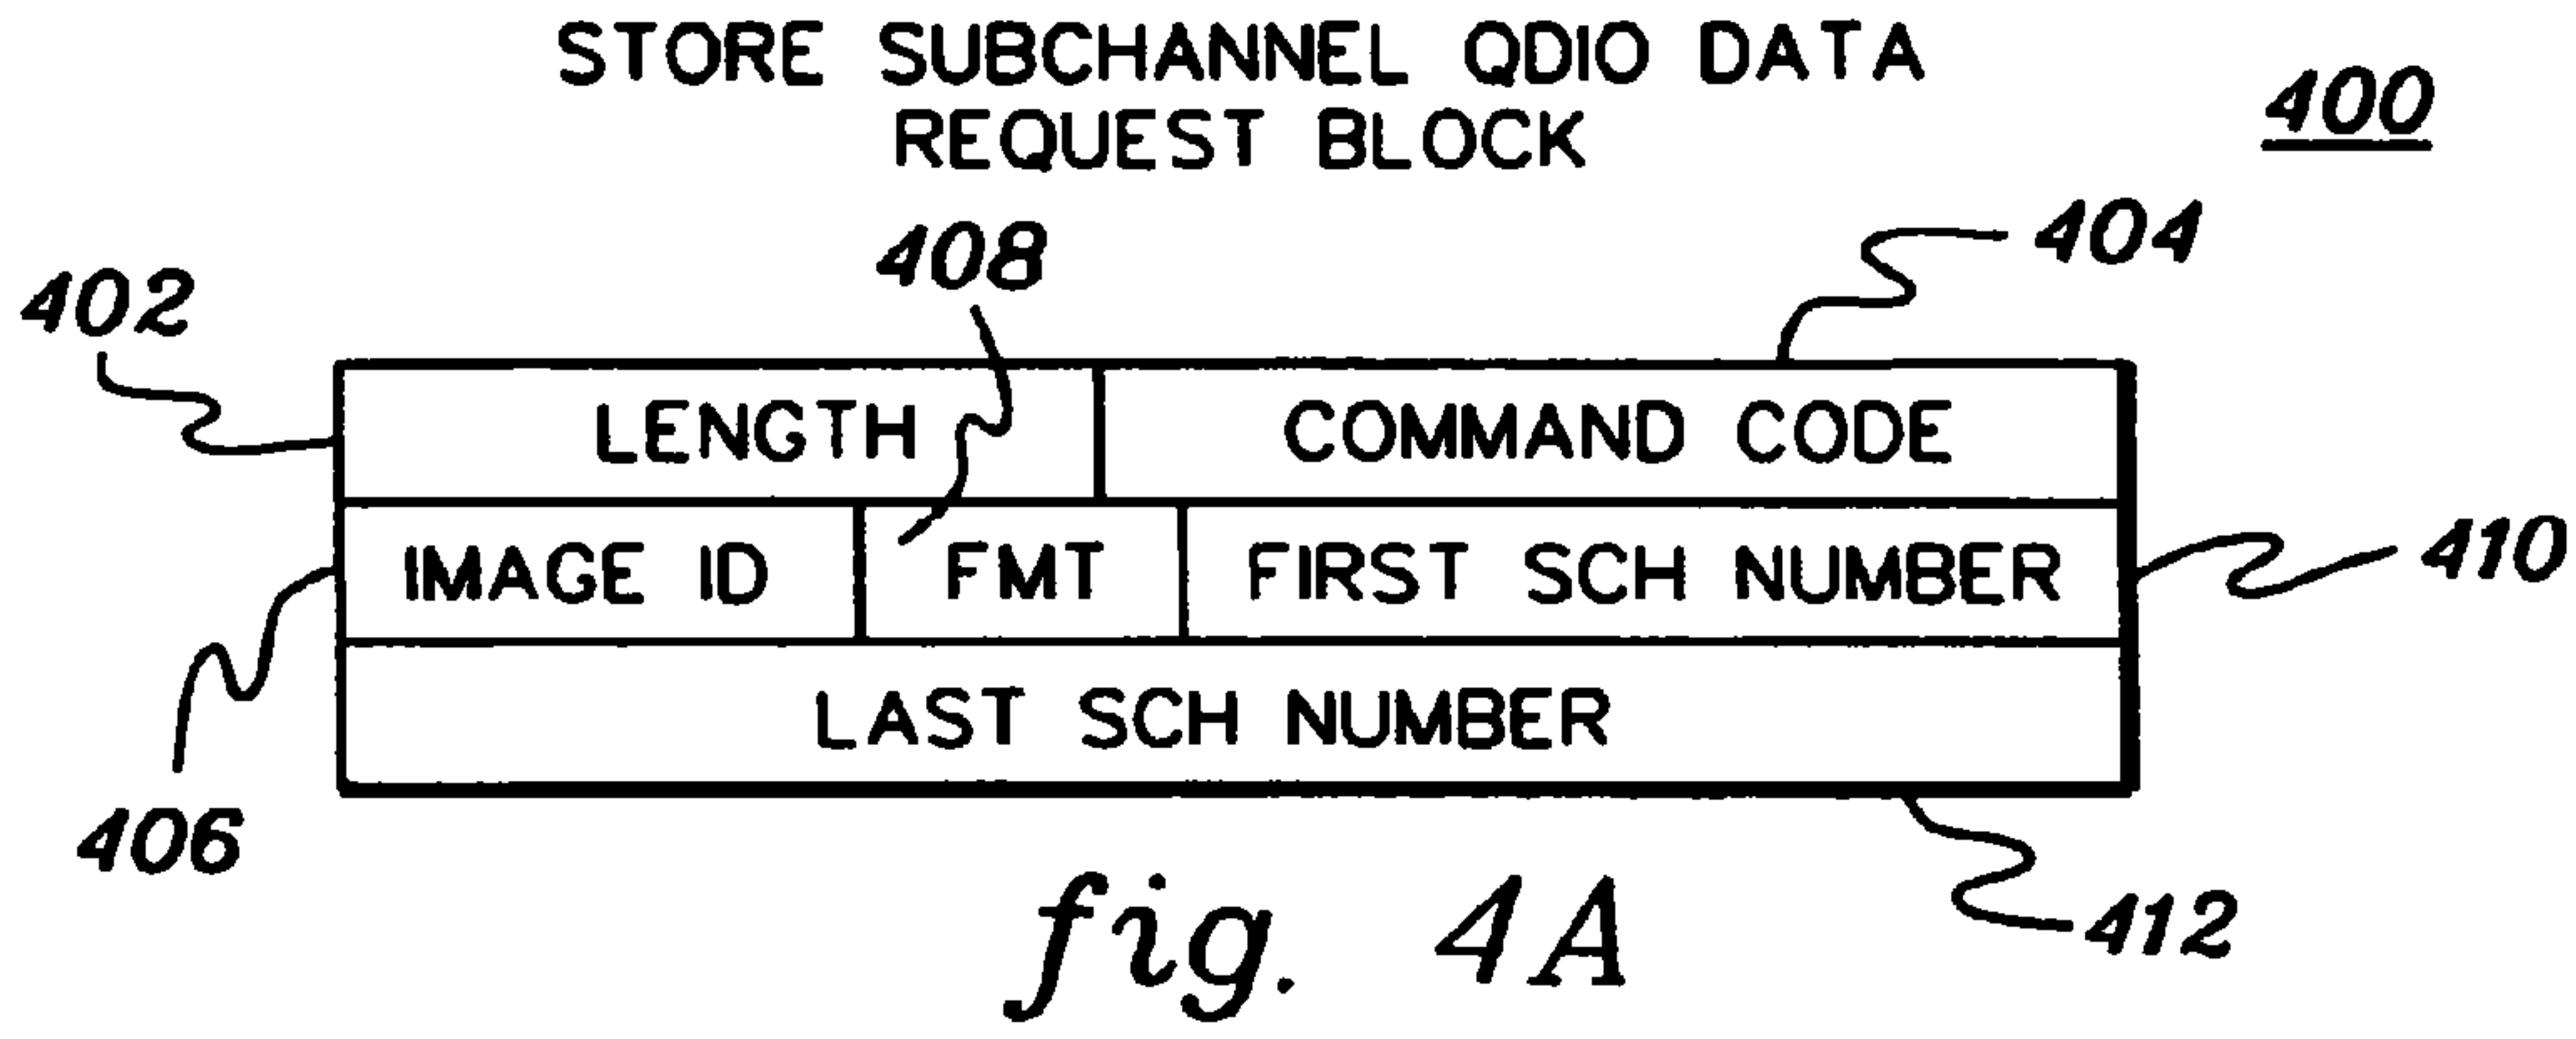 STORE SUBCHANNEL QDIO DATA
REQUEST BLOCK
400
408
404
402
LENGTH
COMMAND CODE
IMAGE ID
FMT
FIRST SCH NUMBER
410
LAST SCH NUMBER
406
412
fig. 4A